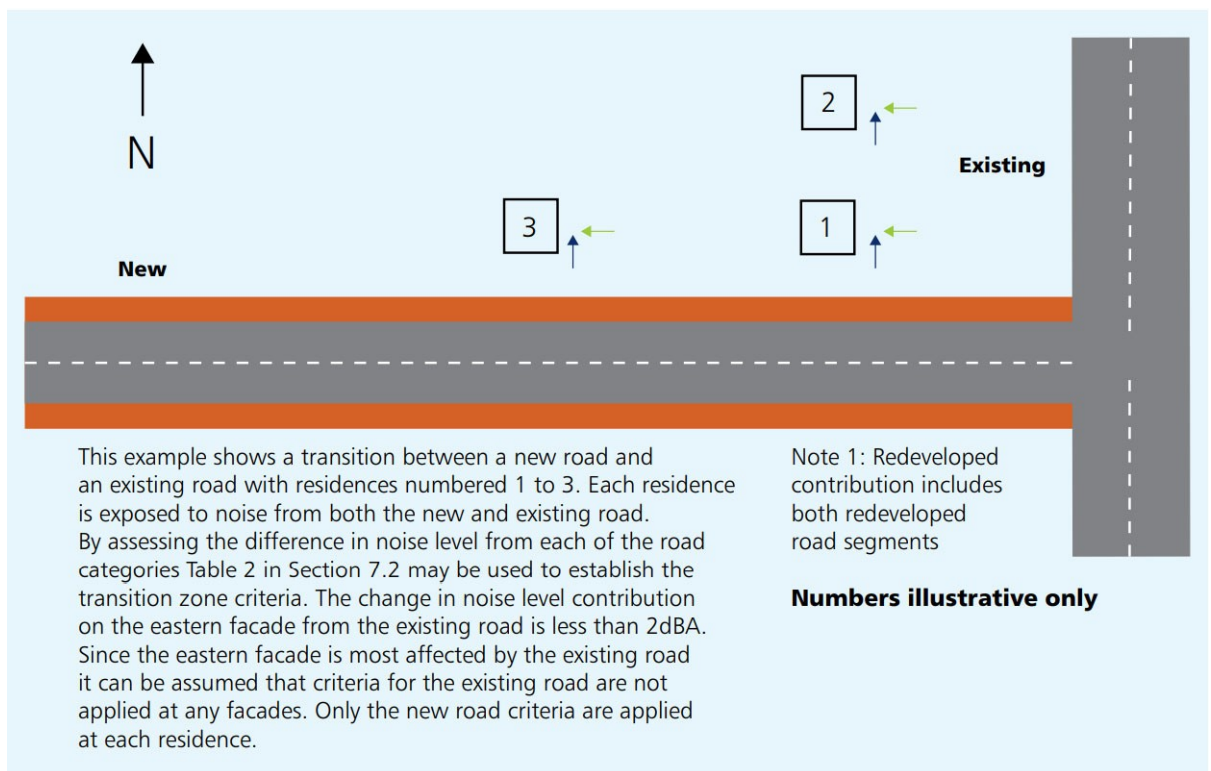 N
2
Existing
3
1
New
This example shows a transition between a new road and
an existing road with residences numbered 1 to 3. Each residence
is exposed to noise from both the new and existing road.
By assessing the difference in noise level from each of the road
categories Table 2 in Section 7.2 may be used to establish the
transition zone criteria. The change in noise level contribution
on the eastern facade from the existing road is less than 2dBA.
Since the eastern facade is most affected by the existing road
it can be assumed that criteria for the existing road are not
applied at any facades. Only the new road criteria are applied
at each residence.
Note 1: Redeveloped
contribution includes
both redeveloped
road segments
Numbers illustrative only